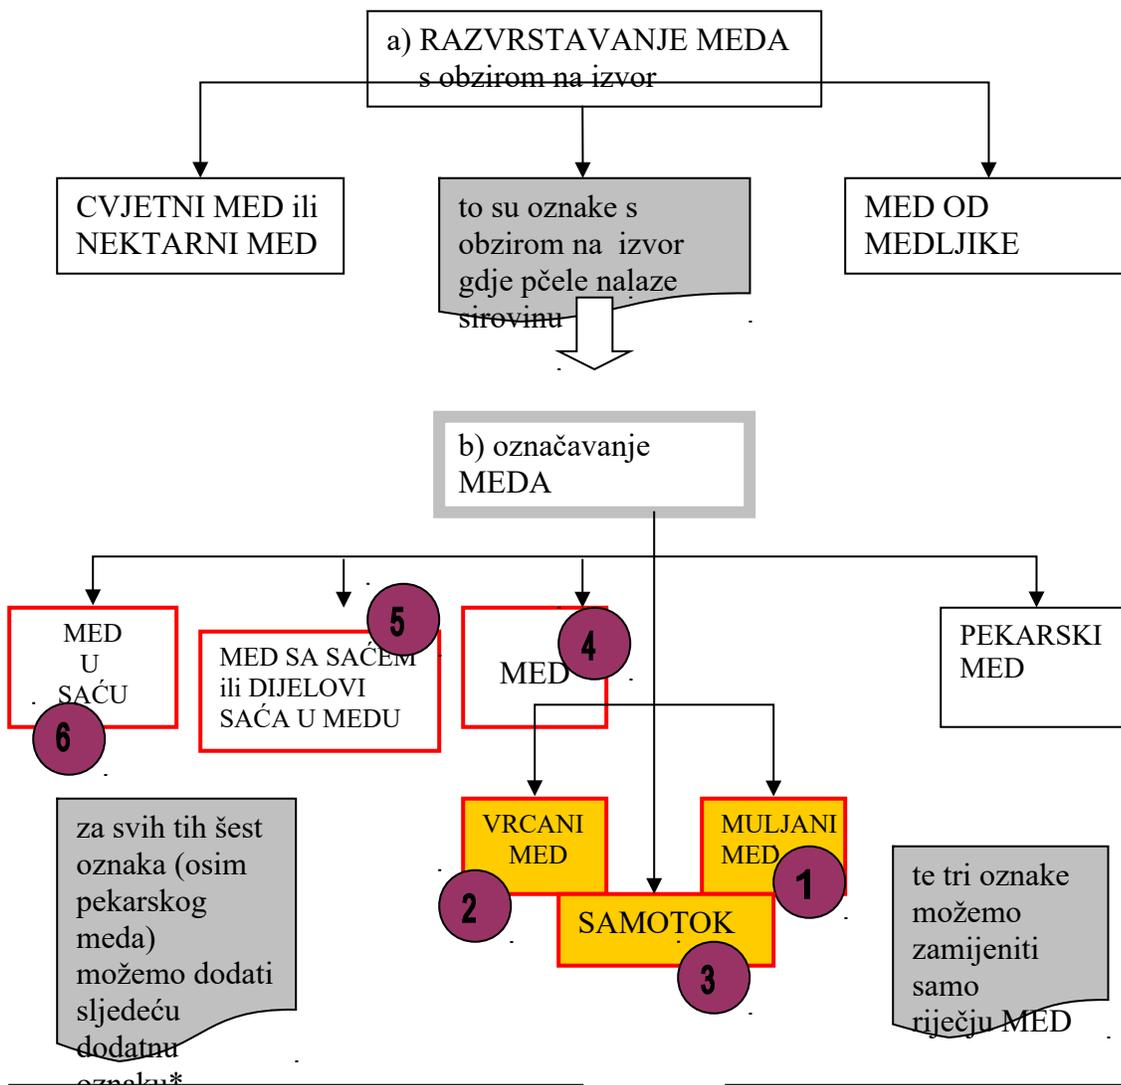 a) RAZVRSTAVANJE MEDA
s obzirom na izvor
CVJETNI MED ili
NEKTARNI MED
to su oznake s
obzirom na izvor
gdje pčele nalaze
sirovinu
MED OD
MEDLJIKE
b) označavanje
MEDA
MED
U
SAĆU
6
MED SA SAĆEM
ili DIJELOVI
SAĆA U MEDU
5
MED
4
PEKARSKI
MED
VRCANI
MED
2
MULJANI
MED
1
SAMOTOK
3
za svih tih šest
oznaka (osim
pekarskog
meda)
možemo dodati
sljedeću
dodatnu
oznaku*
te tri oznake
možemo
zamijeniti
samo
riječju MED